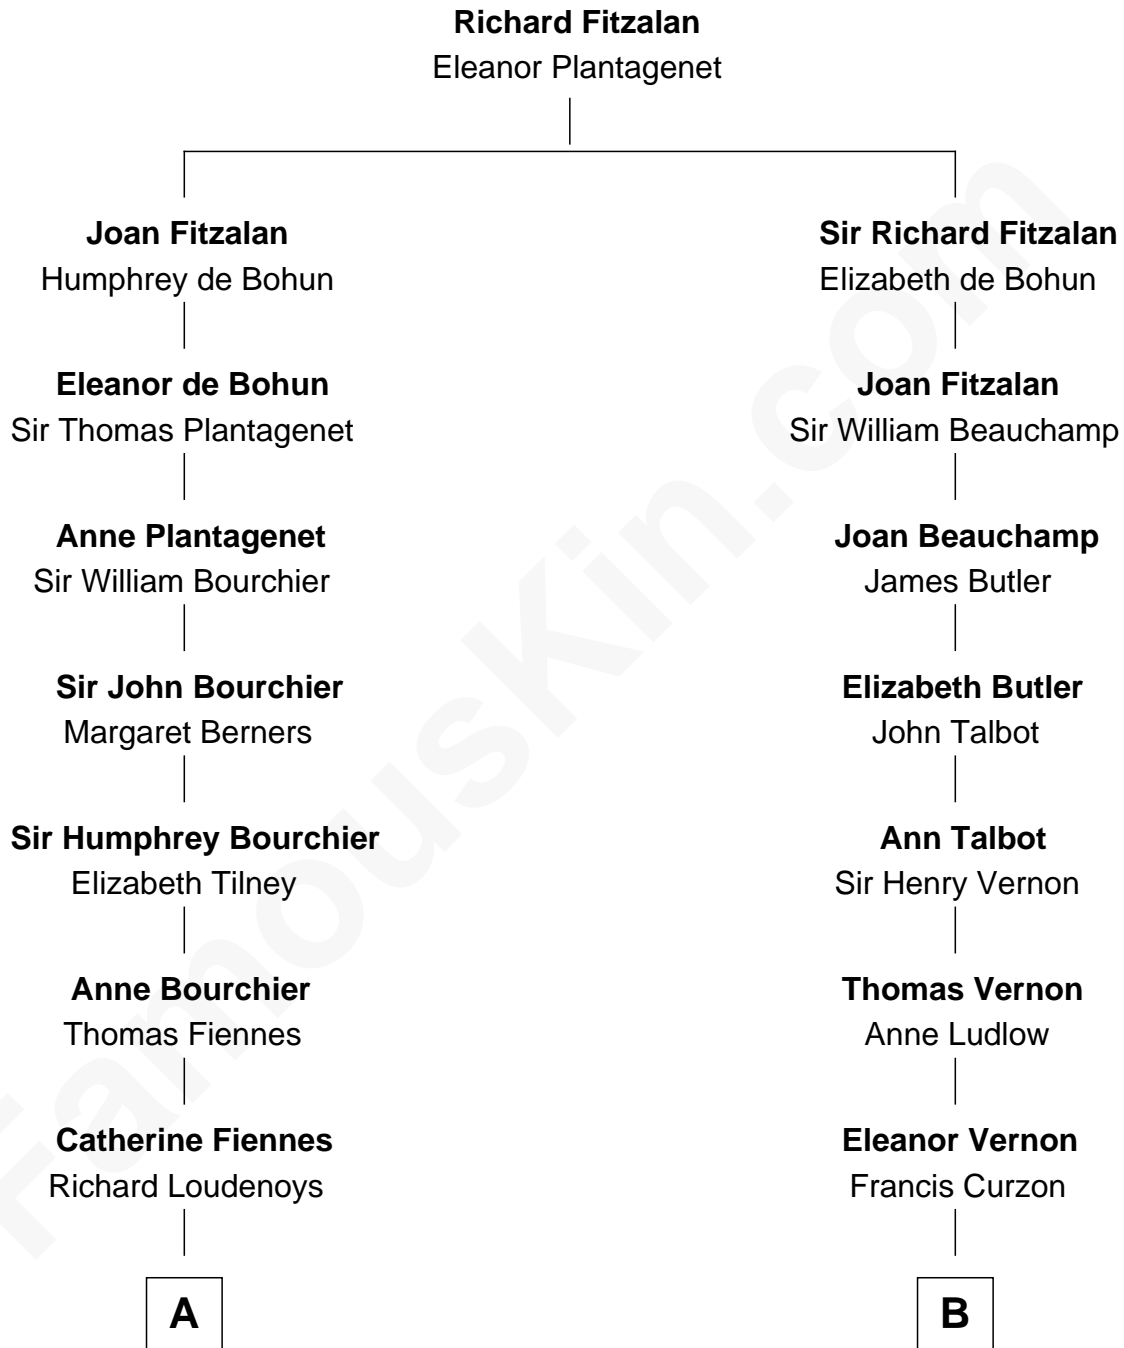 Richard Fitzalan
Eleanor Plantagenet
Joan Fitzalan
Humphrey de Bohun
Eleanor de Bohun
Sir Thomas Plantagenet
Anne Plantagenet
Sir William Bourchier
Sir John Bourchier
Margaret Berners
Sir Humphrey Bourchier
Elizabeth Tilney
Anne Bourchier
Thomas Fiennes
Catherine Fiennes
Richard Loudenoys
A
Sir Richard Fitzalan
Elizabeth de Bohun
Joan Fitzalan
Sir William Beauchamp
Joan Beauchamp
James Butler
Elizabeth Butler
John Talbot
Ann Talbot
Sir Henry Vernon
Thomas Vernon
Anne Ludlow
Eleanor Vernon
Francis Curzon
B
FamousKin.com